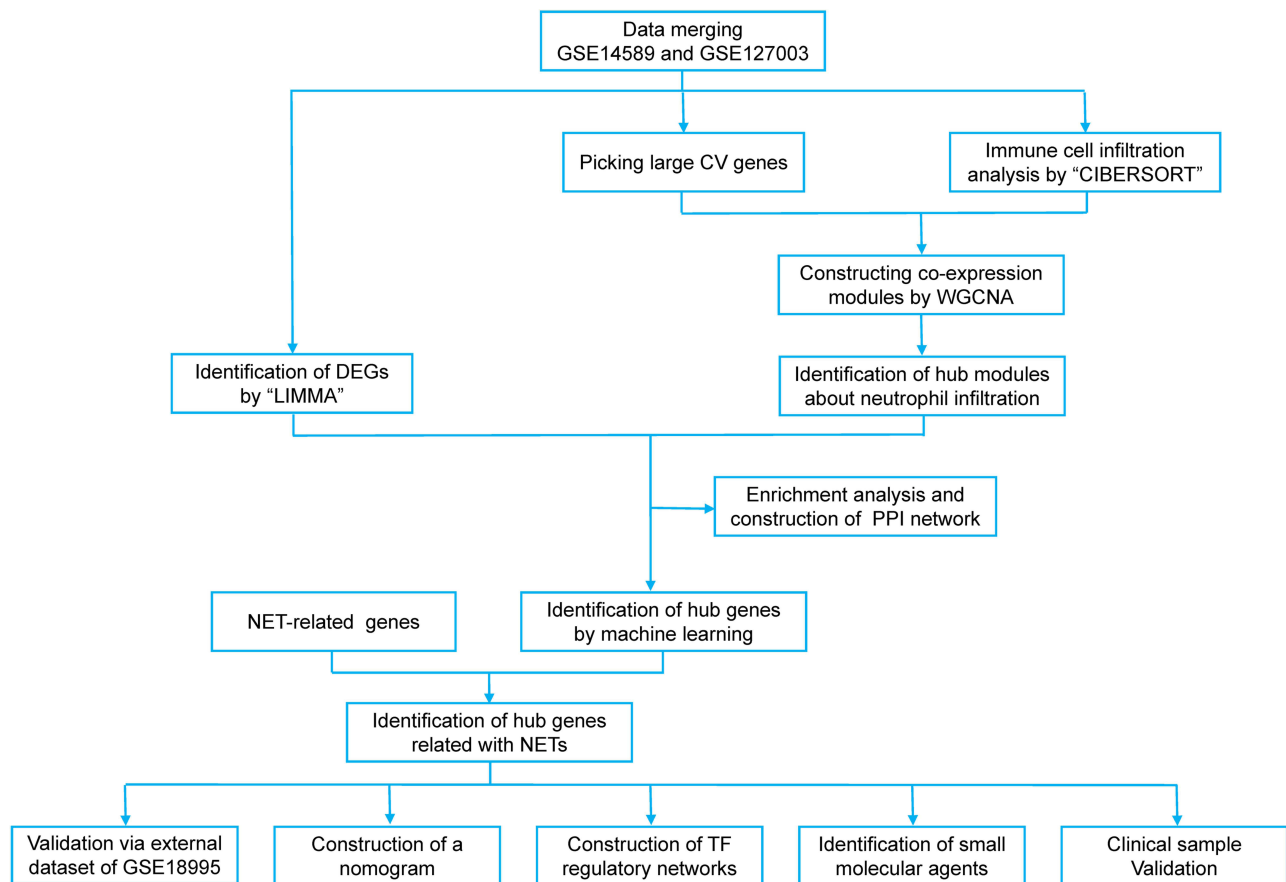 Data merging
GSE14589 and GSE127003
Picking large CV genes
Immune cell infiltration
analysis by “CIBERSORT”
Constructing co-expression
modules by WGCNA
Identification of DEGs
by “LIMMA”
Identification of hub modules
about neutrophil infiltration
Enrichment analysis and
construction of PPI network
NET-related genes
Identification of hub genes
by machine learning
Identification of hub genes
related with NETs
Validation via external
dataset of GSE18995
Construction of a
nomogram
Construction of TF
regulatory networks
Identification of small
molecular agents
Clinical sample
Validation